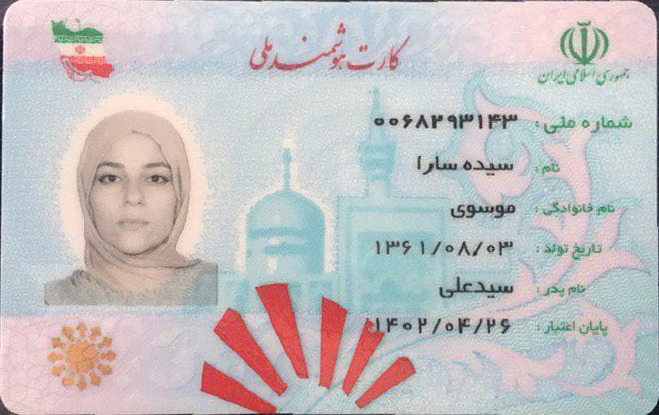 کارت هوشمند ملی
جمهوری اسلامی ایران
شماره ملی: ۰۰۶۸۲۹۳۱۴۳
نام: سیده سارا
نام خانوادگی: موسوی
تاریخ تولد: ۱۳۶۱/۰۸/۰۳
نام پدر: سیدعلی
پایان اعتبار: ۱۴۰۲/۰۴/۲۶